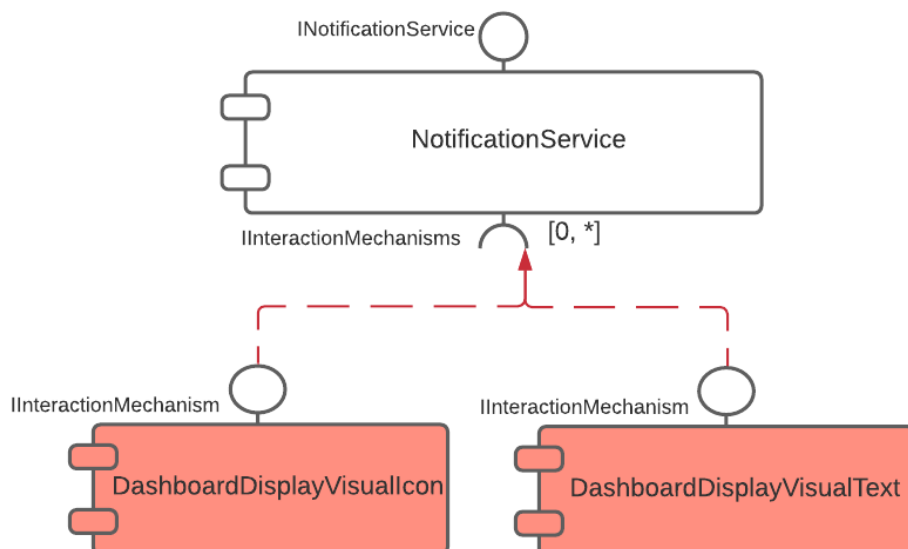 INotificationService
NotificationService
IInteractionMechanisms
[0, *]
IInteractionMechanism
IInteractionMechanism
DashboardDisplayVisualIcon
DashboardDisplayVisualText